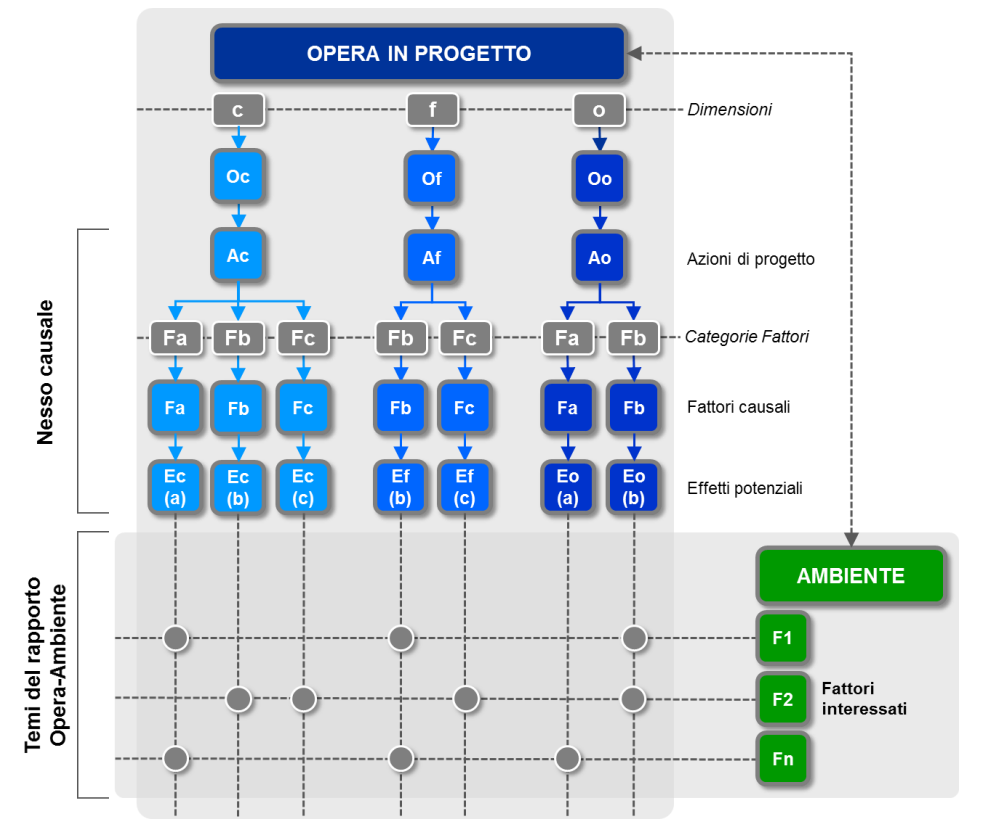 OPERA IN PROGETTO
c f o Dimensioni
Oc Of Oo
Ac Af Ao Azioni di progetto
Fa Fb Fc Fb Fc Fa Fb Categorie Fattori
Fa Fb Fc Fb Fc Fa Fb Fattori causali
Ec Ec Ec Ef Ef Eo Eo
(a) (b) (c) (b) (c) (a) (b)
Effetti potenziali
Nesso causale
AMBIENTE
F1
F2
Fattori
interessati
Fn
Temi del rapporto
Opera-Ambiente